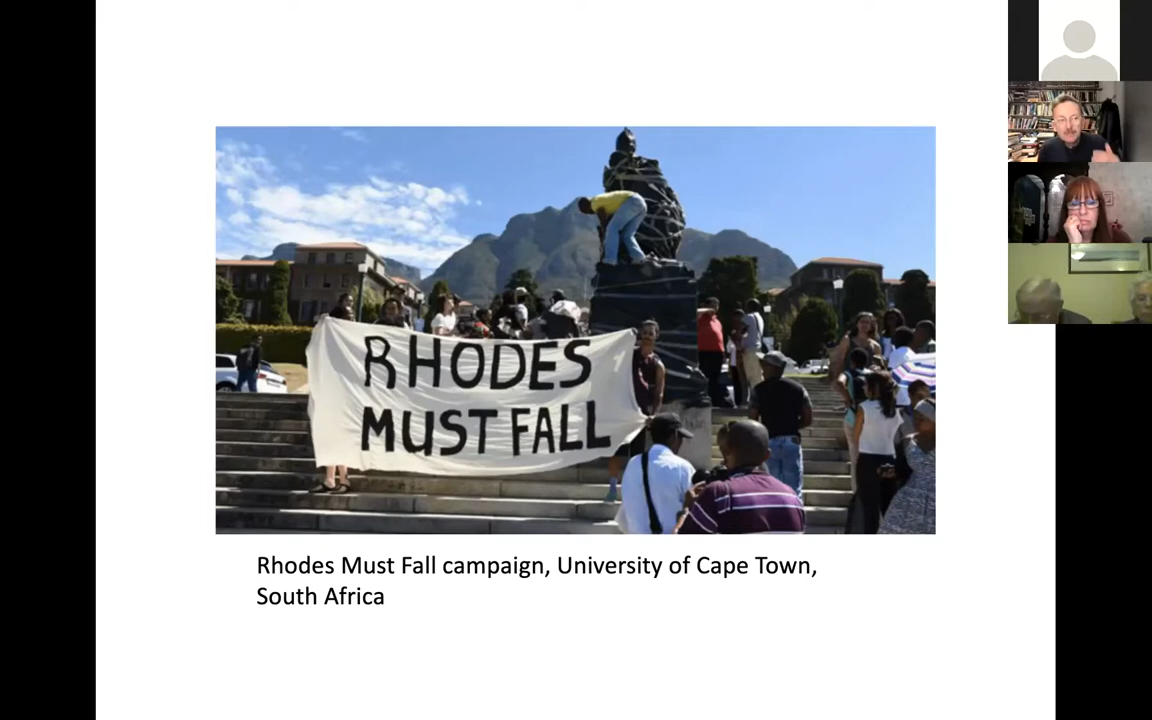 RHODES
MUST FALL
Rhodes Must Fall campaign, University of Cape Town,
South Africa